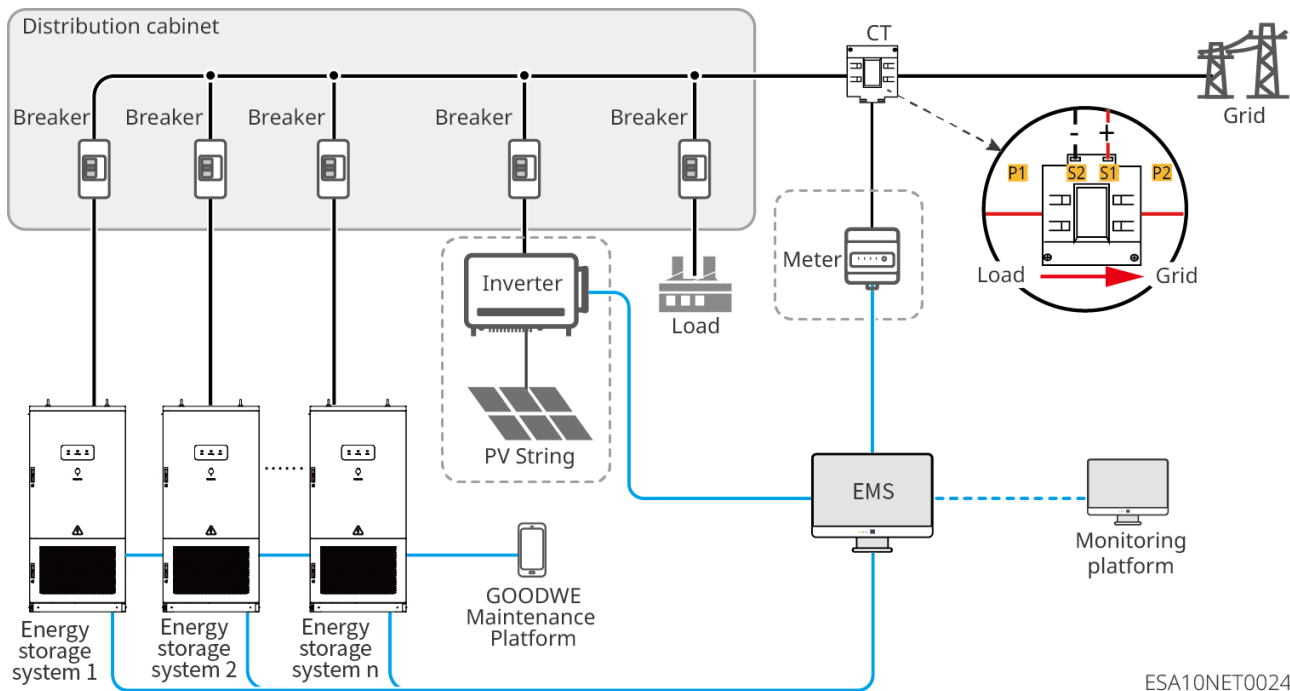 Distribution cabinet
CT
Grid
Breaker
Breaker
Breaker
Breaker
Breaker
- +
P1 S2 S1 P2
Load Grid
Meter
Inverter
Load
PV String
EMS
Monitoring
platform
GOODWE
Maintenance
Platform
Energy
storage
system 1
Energy
storage
system 2
......
Energy
storage
system n
ESA10NET0024